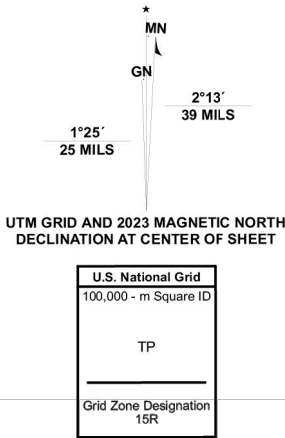 ★
MN
GN
2°13´
39 MILS
1°25´
25 MILS
UTM GRID AND 2023 MAGNETIC NORTH
DECLINATION AT CENTER OF SHEET
U.S. National Grid
100,000 - m Square ID
TP
Grid Zone Designation
15R